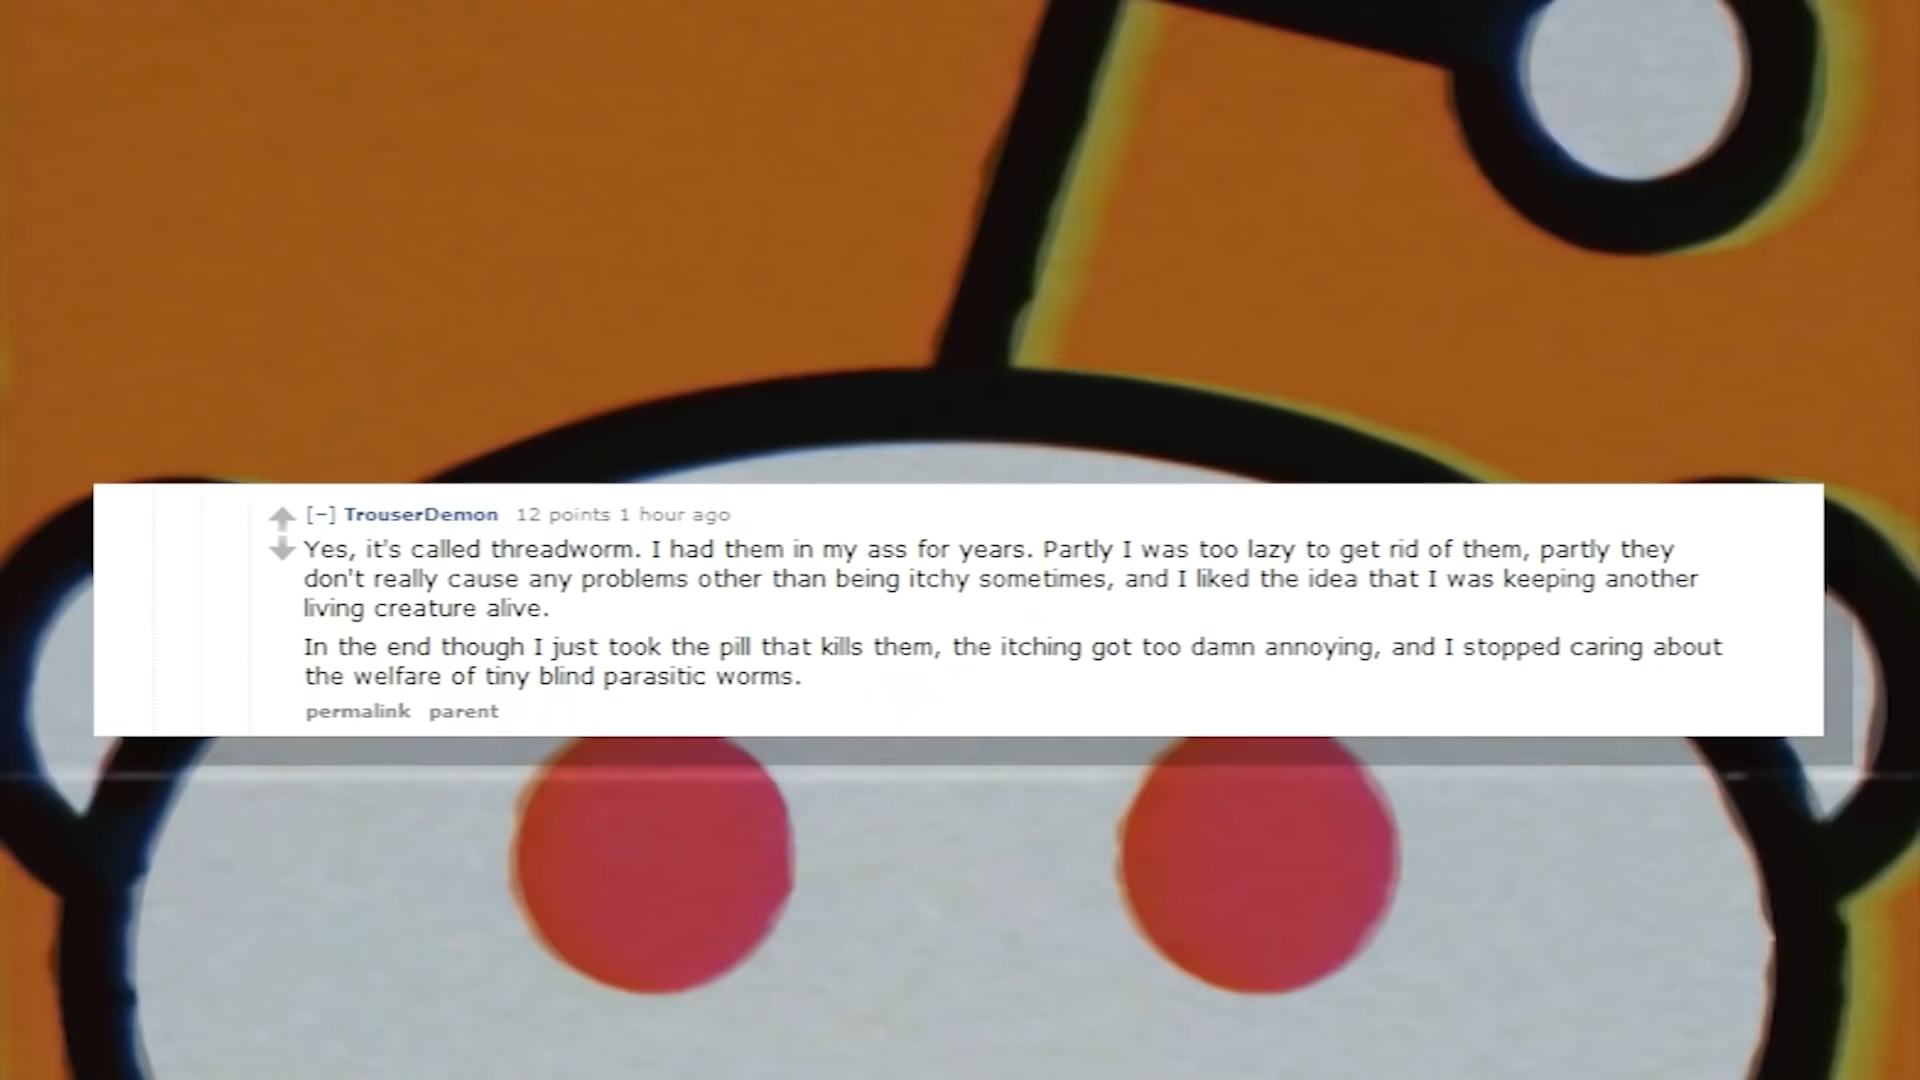 [−] TrouserDemon 12 points 1 hour ago
Yes, it's called threadworm. I had them in my ass for years. Partly I was too lazy to get rid of them, partly they
don't really cause any problems other than being itchy sometimes, and I liked the idea that I was keeping another
living creature alive.
In the end though I just took the pill that kills them, the itching got too damn annoying, and I stopped caring about
the welfare of tiny blind parasitic worms.
permalink parent